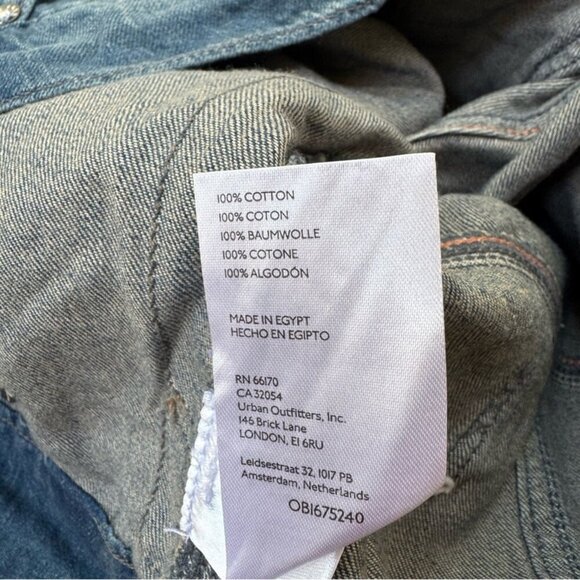 100% COTTON
100% COTON
100% BAUMWOLLE
100% COTONE
100% ALGODÓN
MADE IN EGYPT
HECHO EN EGIPTO
RN 66170
CA 32054
Urban Outfitters, Inc.
146 Brick Lane
LONDON, E1 6RU
Leidsestraat 32, 1017 PB
Amsterdam, Netherlands
OB1675240